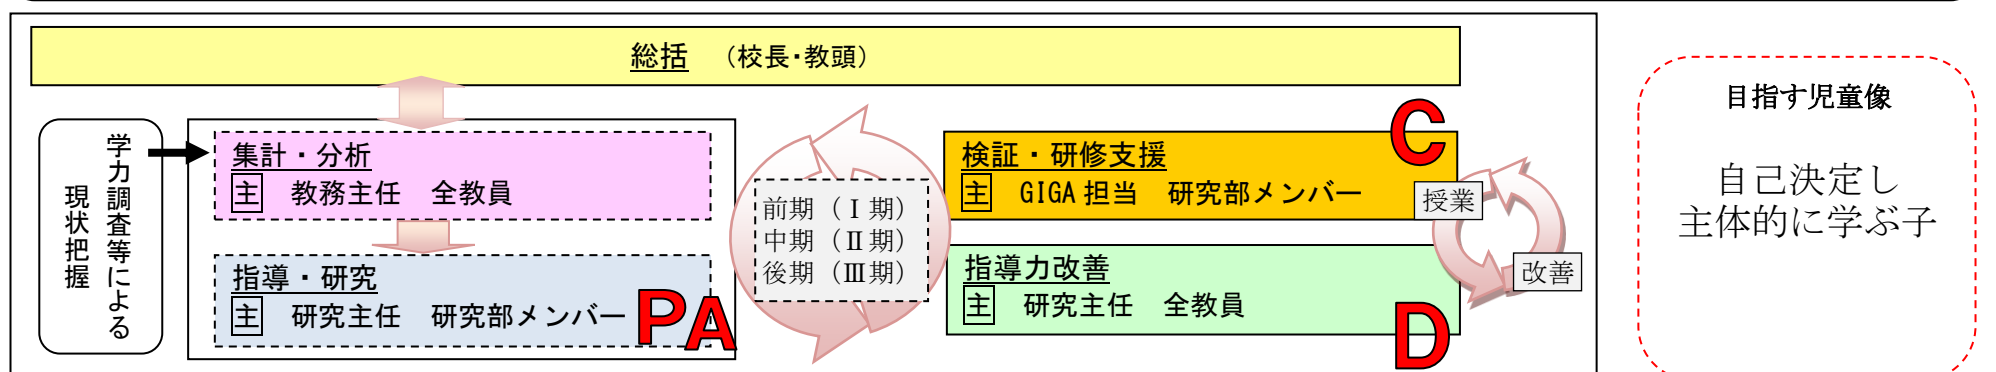 総括　（校長・教頭）
学力調査等による
現状把握
集計・分析
主　教務主任　全教員
指導・研究
主　研究主任　研究部メンバー
PA
前期（Ⅰ期）
中期（Ⅱ期）
後期（Ⅲ期）
C
検証・研修支援
主　GIGA担当　研究部メンバー
指導力改善
主　研究主任　全教員
D
授業
改善
目指す児童像
自己決定し
主体的に学ぶ子